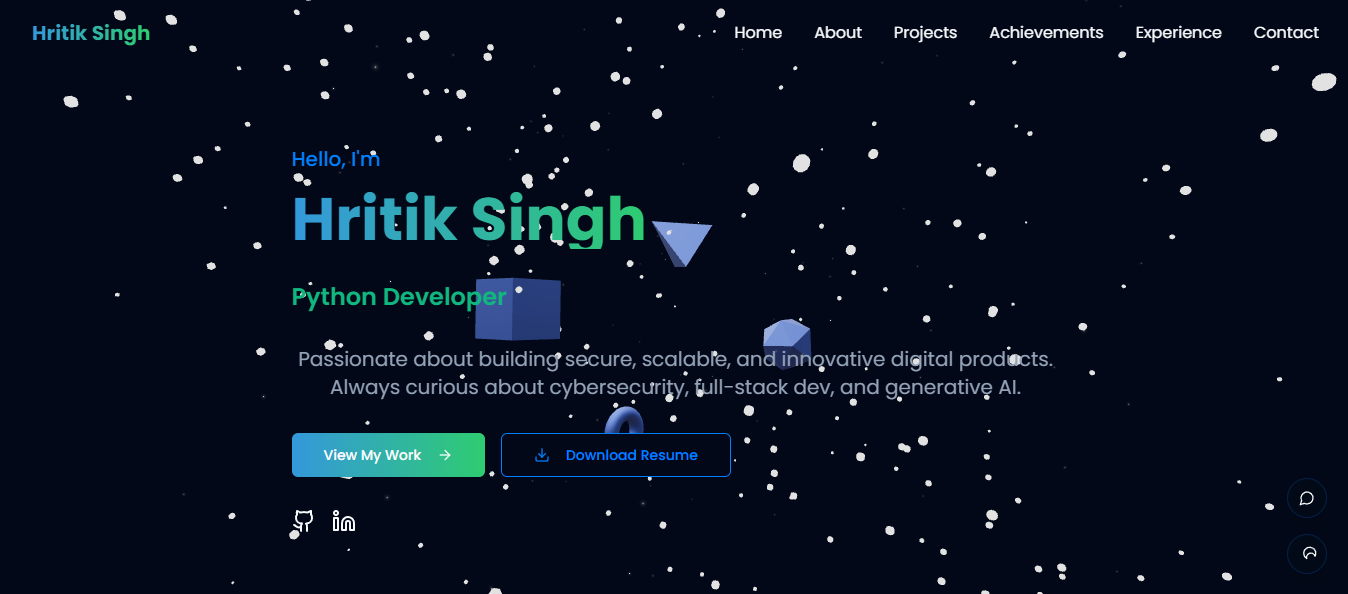 Hritik Singh
Home About Projects Achievements Experience Contact
Hello, I'm
Hritik Singh
Python Developer
Passionate about building secure, scalable, and innovative digital products.
Always curious about cybersecurity, full-stack dev, and generative AI.
View My Work
Download Resume